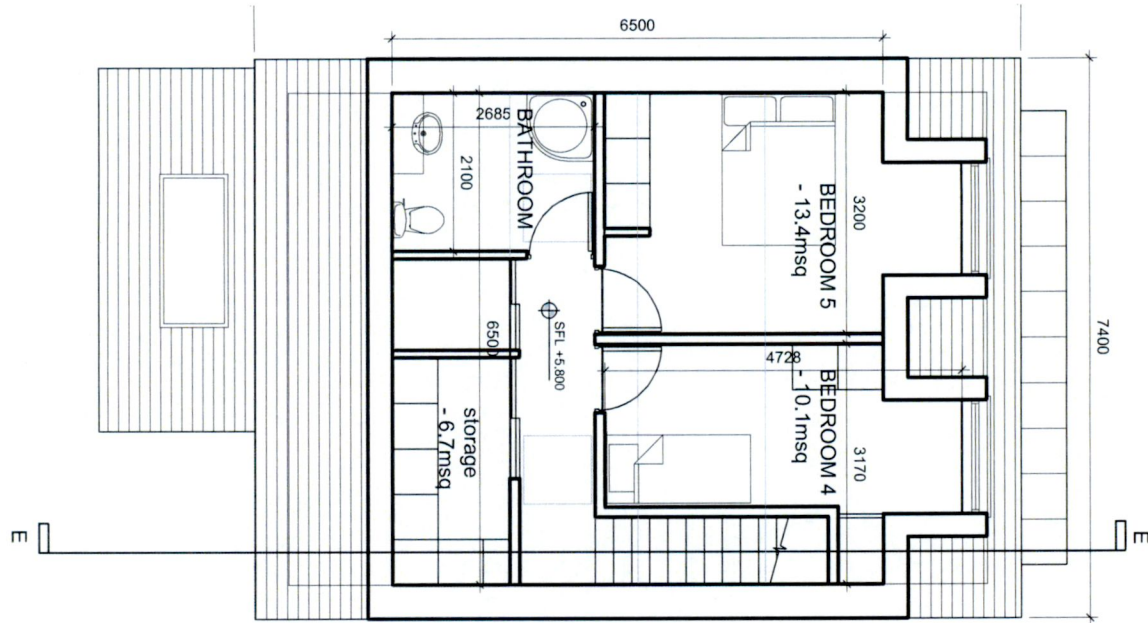 6500
2685
BATHROOM
2100
BEDROOM 5
- 13.4msq
3200
7400
6500
SFL +5.800
4728
BEDROOM 4
- 10.1msq
3170
storage
- 6.7msq
E
E